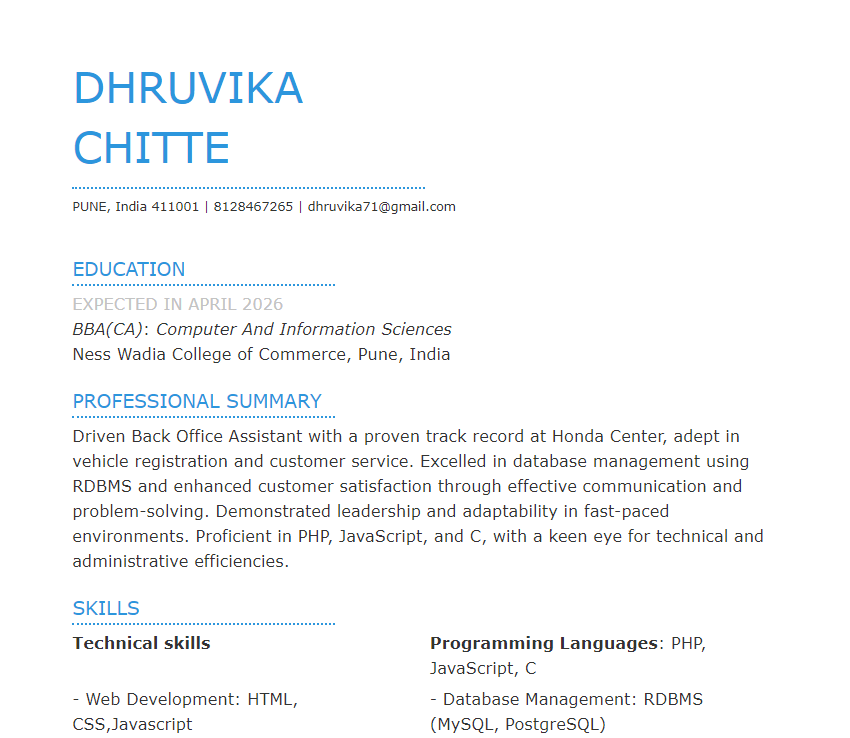 DHRUVIKA
CHITTE
PUNE, India 411001 | 8128467265 | dhruvika71@gmail.com
EDUCATION
EXPECTED IN APRIL 2026
BBA(CA): Computer And Information Sciences
Ness Wadia College of Commerce, Pune, India
PROFESSIONAL SUMMARY
Driven Back Office Assistant with a proven track record at Honda Center, adept in
vehicle registration and customer service. Excelled in database management using
RDBMS and enhanced customer satisfaction through effective communication and
problem-solving. Demonstrated leadership and adaptability in fast-paced
environments. Proficient in PHP, JavaScript, and C, with a keen eye for technical and
administrative efficiencies.
SKILLS
Technical skills
Programming Languages: PHP,
JavaScript, C
- Web Development: HTML,
CSS,Javascript
- Database Management: RDBMS
(MySQL, PostgreSQL)